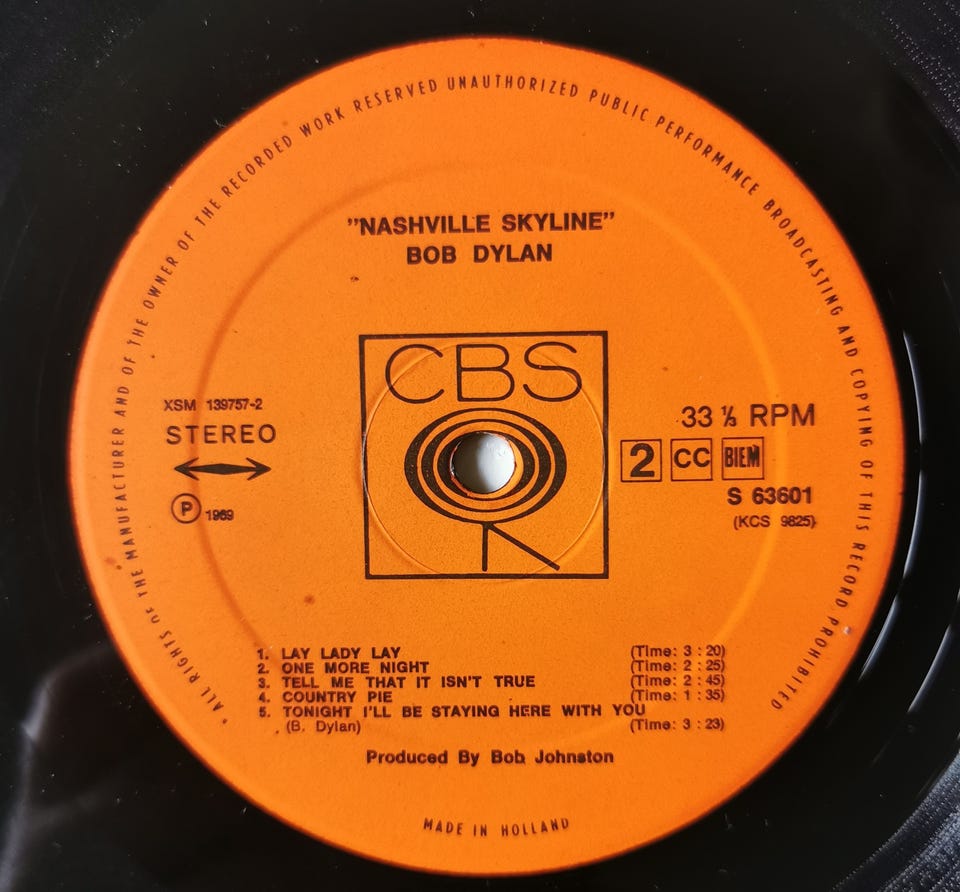 * ALL RIGHTS OF THE MANUFACTURER AND OF THE OWNER OF THE RECORDED WORK RESERVED UNAUTHORIZED PUBLIC PERFORMANCE BROADCASTING AND COPYING OF THIS RECORD PROHIBITED
"NASHVILLE SKYLINE"
BOB DYLAN
CBS
XSM 139757-2
STEREO
Ⓟ 1969
33 ⅓ RPM
2 CC BIEM
S 63601
(KCS 9825)
1. LAY LADY LAY (Time: 3 : 20)
2. ONE MORE NIGHT (Time: 2 : 25)
3. TELL ME THAT IT ISN'T TRUE (Time: 2 : 45)
4. COUNTRY PIE (Time: 1 : 35)
5. TONIGHT I'LL BE STAYING HERE WITH YOU
(B. Dylan) (Time: 3 : 23)
Produced By Bob Johnston
MADE IN HOLLAND